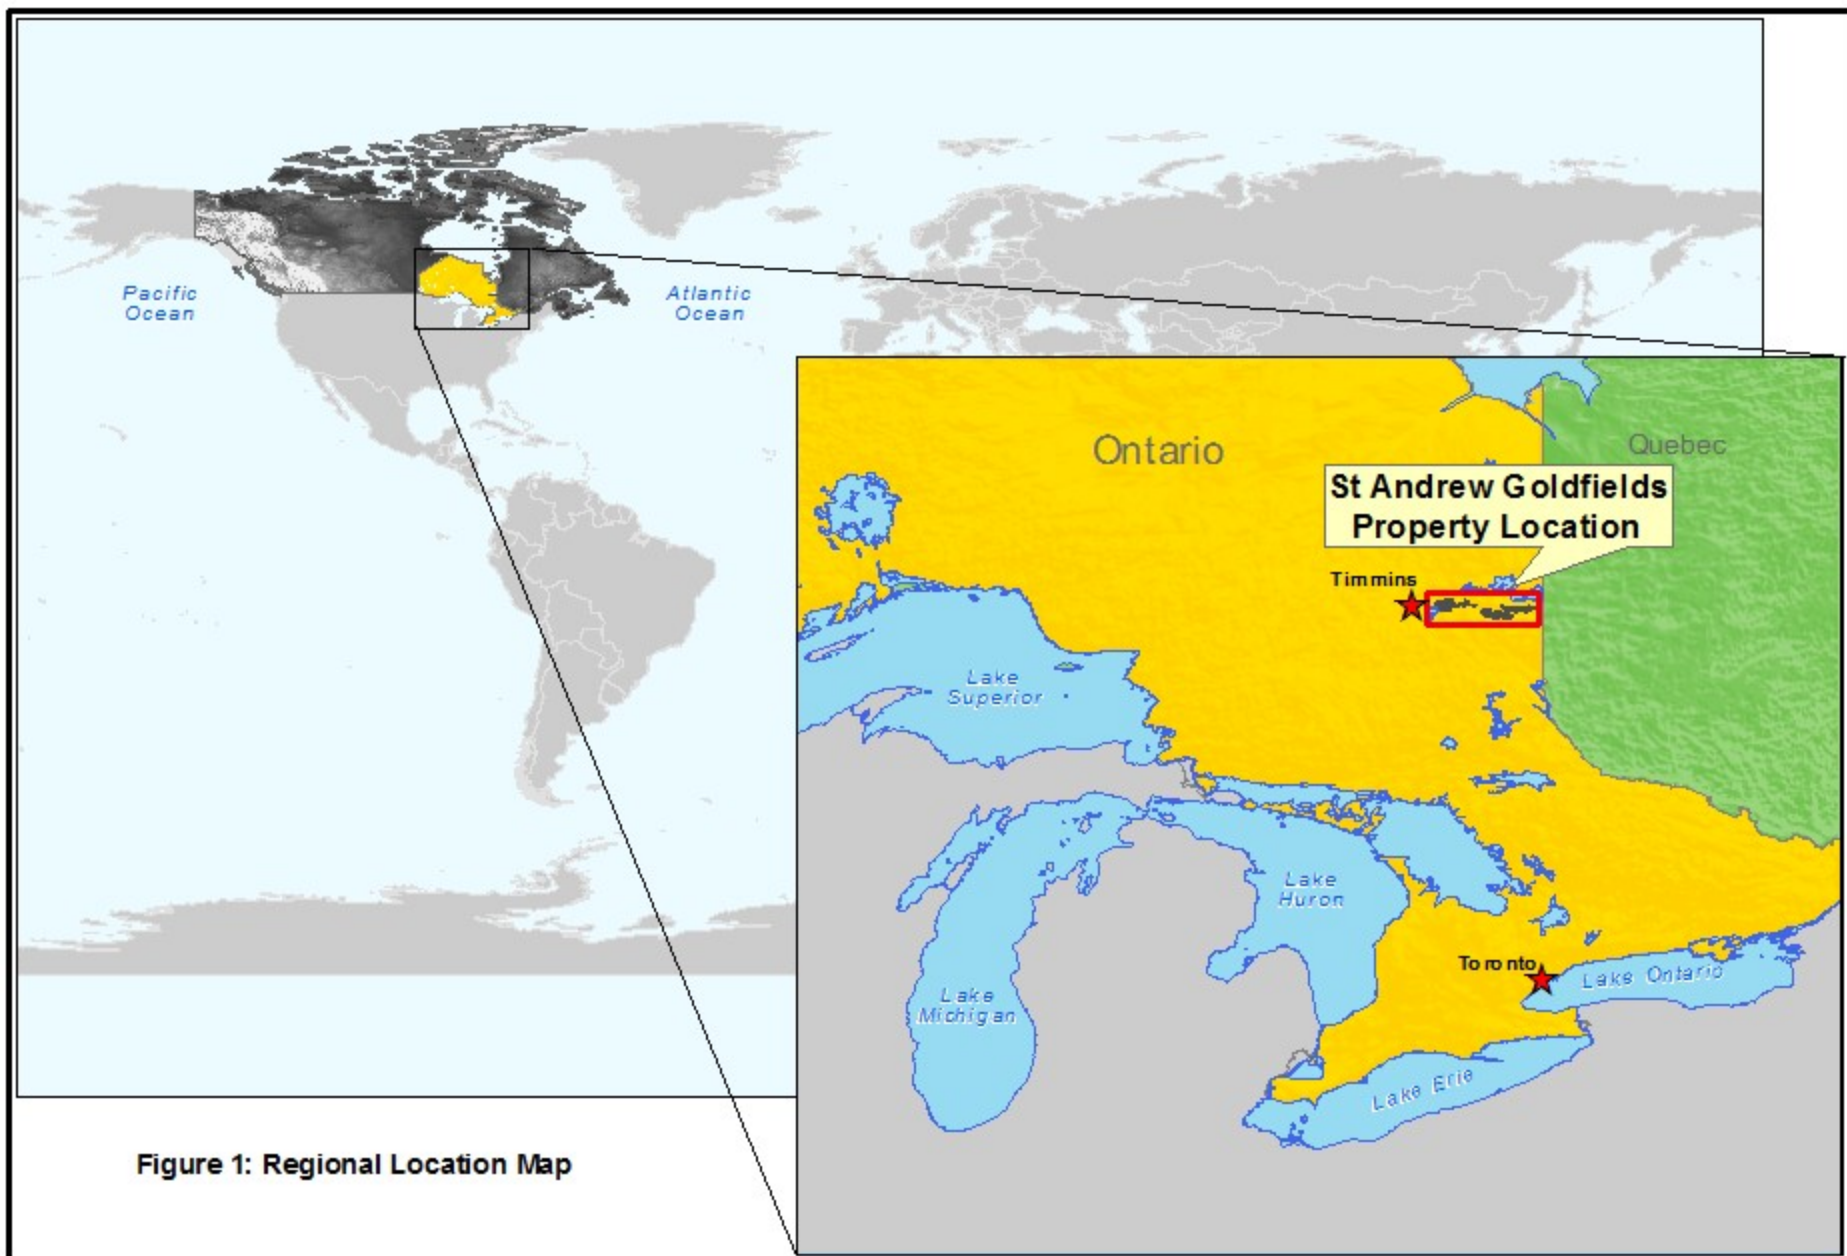 Pacific
Ocean
Atlantic
Ocean
Ontario
Quebec
St Andrew Goldfields
Property Location
Timmins
Lake
Superior
Lake
Huron
Toronto
Lake Ontario
Lake
Michigan
Lake Erie
Figure 1: Regional Location Map